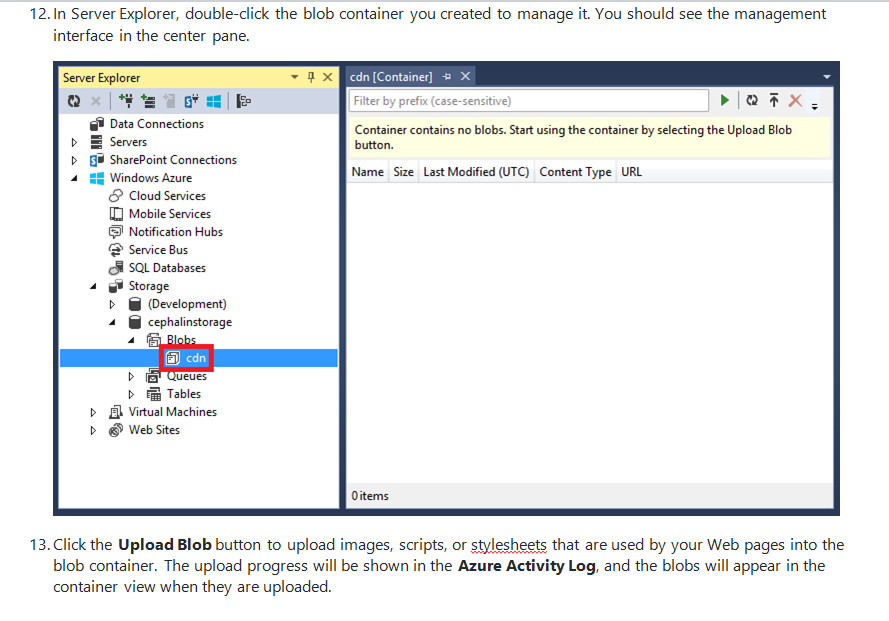 12. In Server Explorer, double-click the blob container you created to manage it. You should see the management
interface in the center pane.
Server Explorer
Data Connections
Servers
SharePoint Connections
Windows Azure
Cloud Services
Mobile Services
Notification Hubs
Service Bus
SQL Databases
Storage
(Development)
cephalinstorage
Blobs
cdn
Queues
Tables
Virtual Machines
Web Sites
cdn [Container]
Filter by prefix (case-sensitive)
Container contains no blobs. Start using the container by selecting the Upload Blob
button.
Name Size Last Modified (UTC) Content Type URL
0 items
13. Click the Upload Blob button to upload images, scripts, or stylesheets that are used by your Web pages into the
blob container. The upload progress will be shown in the Azure Activity Log, and the blobs will appear in the
container view when they are uploaded.